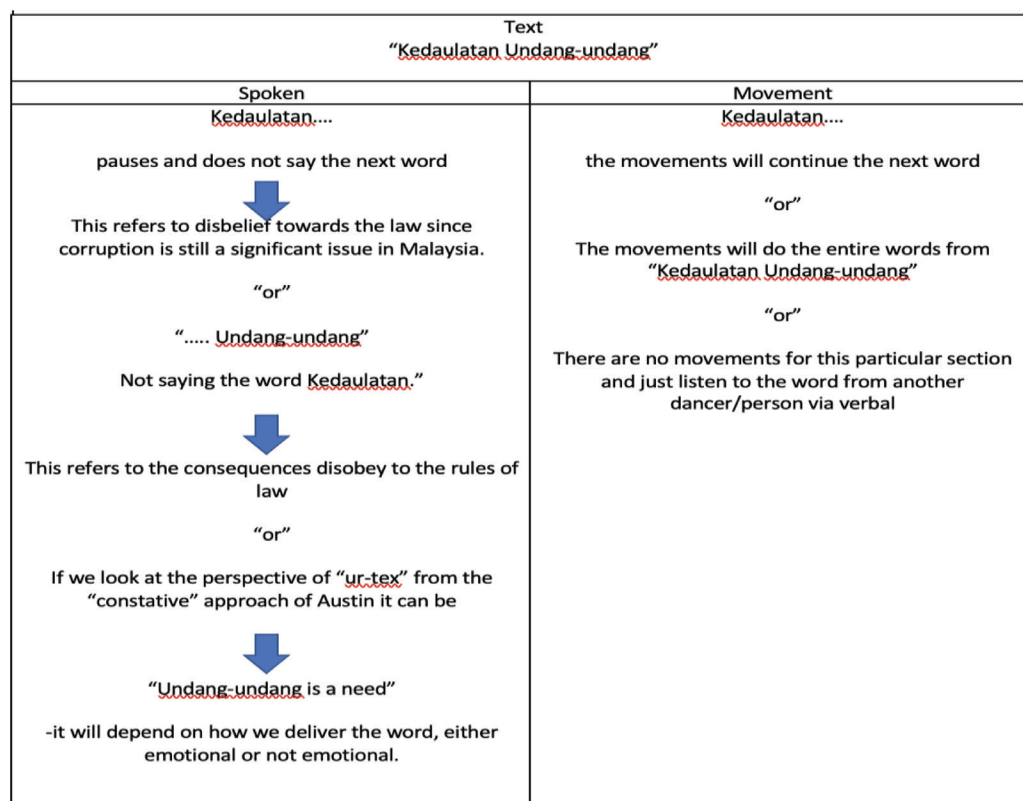 Text
“Kedaulatan Undang-undang”
Spoken
Kedaulatan....
pauses and does not say the next word
This refers to disbelief towards the law since
corruption is still a significant issue in Malaysia.
“or”
“..... Undang-undang”
Not saying the word Kedaulatan.”
This refers to the consequences disobey to the rules of
law
“or”
If we look at the perspective of “ur-tex” from the
“constative” approach of Austin it can be
“Undang-undang is a need”
-it will depend on how we deliver the word, either
emotional or not emotional.
Movement
Kedaulatan....
the movements will continue the next word
“or”
The movements will do the entire words from
“Kedaulatan Undang-undang”
“or”
There are no movements for this particular section
and just listen to the word from another
dancer/person via verbal